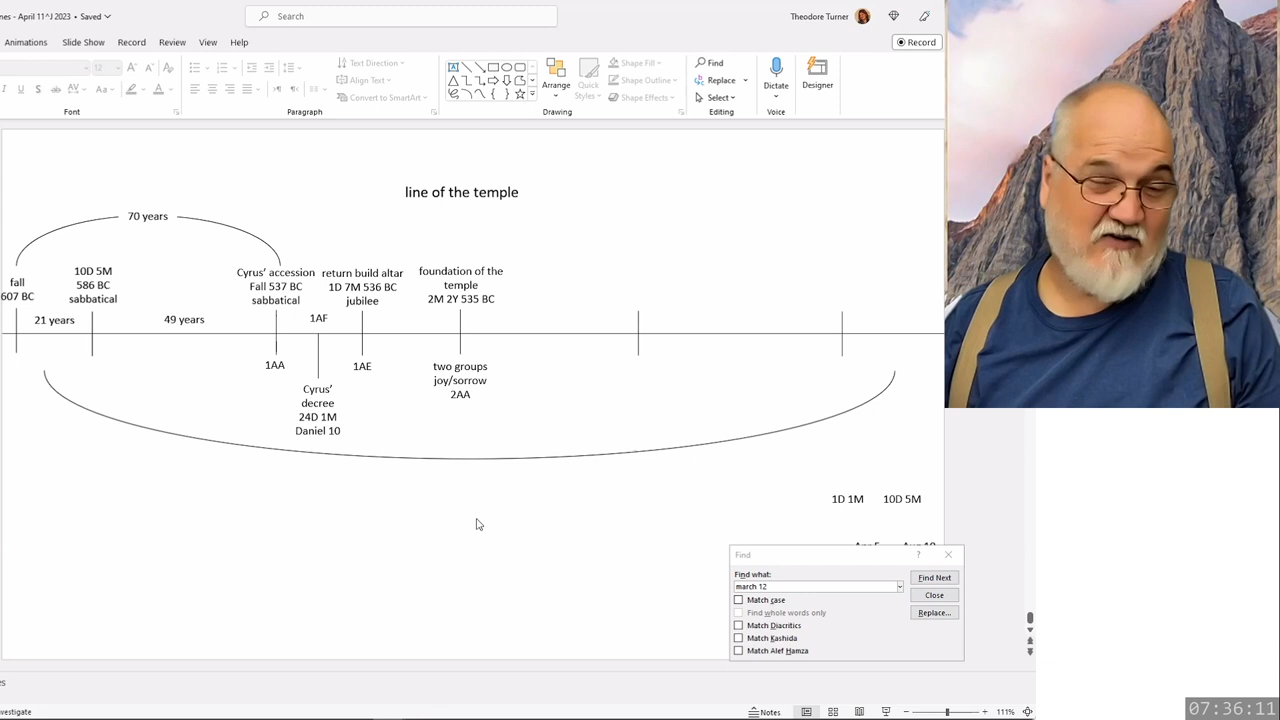 nes - April 11^J 2023 • Saved
Search
Theodore Turner
Animations
Slide Show
Record
Review
View
Help
Record
12
Text Direction
Align Text
Convert to SmartArt
Arrange
Quick
Styles
Shape Fill
Shape Outline
Shape Effects
Find
Replace
Select
Dictate
Designer
Font
Paragraph
Drawing
Editing
Voice
line of the temple
70 years
fall
607 BC
10D 5M
586 BC
sabbatical
Cyrus' accession
Fall 537 BC
sabbatical
return build altar
1D 7M 536 BC
jubilee
foundation of the
temple
2M 2Y 535 BC
21 years
49 years
1AF
1AA
1AE
two groups
joy/sorrow
2AA
Cyrus'
decree
24D 1M
Daniel 10
1D 1M
10D 5M
Find
Find what:
march 12
Match case
Find whole words only
Match Diacritics
Match Kashida
Match Alef Hamza
Find Next
Close
Replace...
es
vestigate
Notes
111%
07:36:11